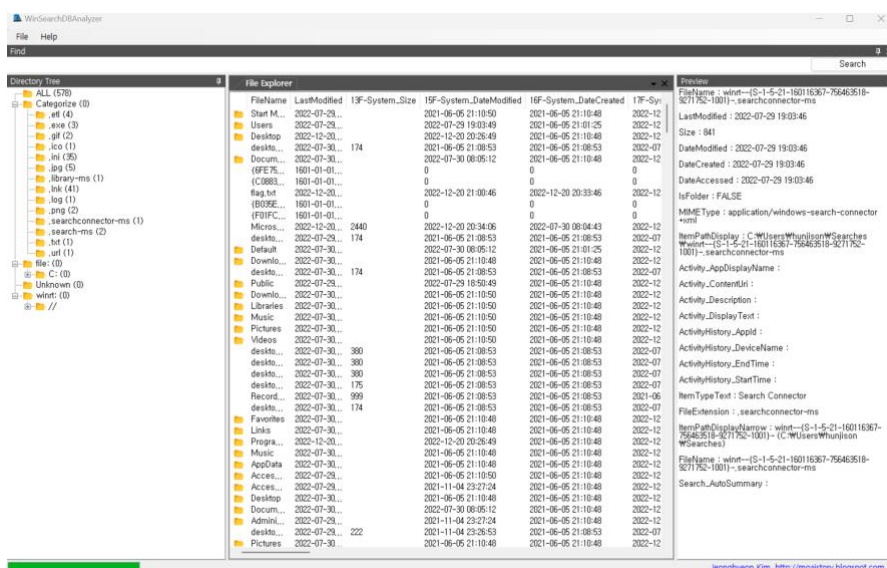 WinSearchDBAnalyzer
File Help
Find
Search
Directory Tree
ALL (578)
Categorize (0)
.etl (4)
.exe (3)
.gif (2)
.ico (1)
.ini (35)
.jpg (5)
.library-ms (1)
.lnk (41)
.log (1)
.png (2)
.searchconnector-ms (1)
.search-ms (2)
.txt (1)
.url (1)
file: (0)
C: (0)
Unknown (0)
winrt: (0)
//
File Explorer
FileName LastModified 13F-System_Size 15F-System_DateModified 16F-System_DateCreated 17F-Sys
Start M... 2022-07-29... 2021-06-05 21:10:50 2021-06-05 21:10:48 2022-12
Users 2022-07-29... 2022-07-29 19:03:49 2021-06-05 21:01:25 2022-12
Desktop 2022-12-20... 2022-12-20 20:26:49 2021-06-05 21:10:48 2022-12
deskto... 2022-07-30... 174 2021-06-05 21:08:53 2021-06-05 21:08:53 2022-07
Docum... 2022-07-30... 2022-07-30 08:05:12 2021-06-05 21:10:48 2022-12
{6FE75... 1601-01-01... 0 0 0
{C0883... 1601-01-01... 0 0 0
flag.txt 2022-12-20... 2022-12-20 21:00:46 2022-12-20 20:33:46 2022-12
{B035E... 1601-01-01... 0 0 0
{F01FC... 1601-01-01... 0 0 0
Micros... 2022-12-20... 2440 2022-12-20 20:34:06 2022-07-30 08:04:43 2022-12
deskto... 2022-07-29... 174 2021-06-05 21:08:53 2021-06-05 21:08:53 2022-07
Default 2022-07-30... 2022-07-30 08:05:12 2021-06-05 21:01:25 2022-12
Downlo... 2022-07-30... 2021-06-05 21:10:48 2021-06-05 21:10:48 2022-12
deskto... 2022-07-30... 174 2021-06-05 21:08:53 2021-06-05 21:08:53 2022-07
Public 2022-07-29... 2022-07-29 18:50:49 2021-06-05 21:10:48 2022-12
Downlo... 2022-07-30... 2021-06-05 21:10:50 2021-06-05 21:10:48 2022-12
Libraries 2022-07-30... 2021-06-05 21:10:50 2021-06-05 21:10:48 2022-12
Music 2022-07-30... 2021-06-05 21:10:50 2021-06-05 21:10:48 2022-12
Pictures 2022-07-30... 2021-06-05 21:10:50 2021-06-05 21:10:48 2022-12
Videos 2022-07-30... 2021-06-05 21:10:50 2021-06-05 21:10:48 2022-12
deskto... 2022-07-30... 380 2021-06-05 21:08:53 2021-06-05 21:08:53 2022-07
deskto... 2022-07-30... 380 2021-06-05 21:08:53 2021-06-05 21:08:53 2022-07
deskto... 2022-07-30... 380 2021-06-05 21:08:53 2021-06-05 21:08:53 2022-07
deskto... 2022-07-30... 175 2021-06-05 21:08:53 2021-06-05 21:08:53 2022-07
Record... 2022-07-30... 999 2021-06-05 21:08:53 2021-06-05 21:08:53 2021-06
deskto... 2022-07-30... 174 2021-06-05 21:08:53 2021-06-05 21:08:53 2022-07
Favorites 2022-07-30... 2021-06-05 21:10:48 2021-06-05 21:10:48 2022-12
Links 2022-07-30... 2021-06-05 21:10:48 2021-06-05 21:10:48 2022-12
Progra... 2022-12-20... 2022-12-20 20:26:49 2021-06-05 21:10:48 2022-12
Music 2022-07-30... 2021-06-05 21:10:48 2021-06-05 21:10:48 2022-12
AppData 2022-07-30... 2021-06-05 21:10:48 2021-06-05 21:10:48 2022-12
Acces... 2022-07-29... 2021-06-05 21:10:50 2021-06-05 21:10:48 2022-12
Acces... 2022-07-29... 2021-11-04 23:27:24 2021-06-05 21:10:48 2022-12
Desktop 2022-07-30... 2021-06-05 21:10:48 2021-06-05 21:10:48 2022-12
Docum... 2022-07-30... 2022-07-30 08:05:12 2021-06-05 21:10:48 2022-12
Admini... 2022-07-29... 2021-11-04 23:27:24 2021-06-05 21:10:48 2022-12
deskto... 2022-07-29... 222 2021-11-04 23:26:53 2021-06-05 21:08:53 2022-07
Pictures 2022-07-30... 2021-06-05 21:10:48 2021-06-05 21:10:48 2022-12
Preview
FileName : winrt--{S-1-5-21-160116367-756463518-
9271752-1001}-.searchconnector-ms
LastModified : 2022-07-29 19:03:46
Size : 841
DateModified : 2022-07-29 19:03:46
DateCreated : 2022-07-29 19:03:46
DateAccessed : 2022-07-29 19:03:46
IsFolder : FALSE
MIMEType : application/windows-search-connector
+xml
ItemPathDisplay : C:₩Users₩hunjison₩Searches
₩winrt--{S-1-5-21-160116367-756463518-9271752-
1001}-.searchconnector-ms
Activity_AppDisplayName :
Activity_ContentUri :
Activity_Description :
Activity_DisplayText :
ActivityHistory_AppId :
ActivityHistory_DeviceName :
ActivityHistory_EndTime :
ActivityHistory_StartTime :
ItemTypeText : Search Connector
FileExtension : .searchconnector-ms
ItemPathDisplayNarrow : winrt--{S-1-5-21-160116367-
756463518-9271752-1001}- (C:₩Users₩hunjison
₩Searches)
FileName : winrt--{S-1-5-21-160116367-756463518-
9271752-1001}-.searchconnector-ms
Search_AutoSummary :
Jeonghyeon Kim, http://moaistory.blogspot.com